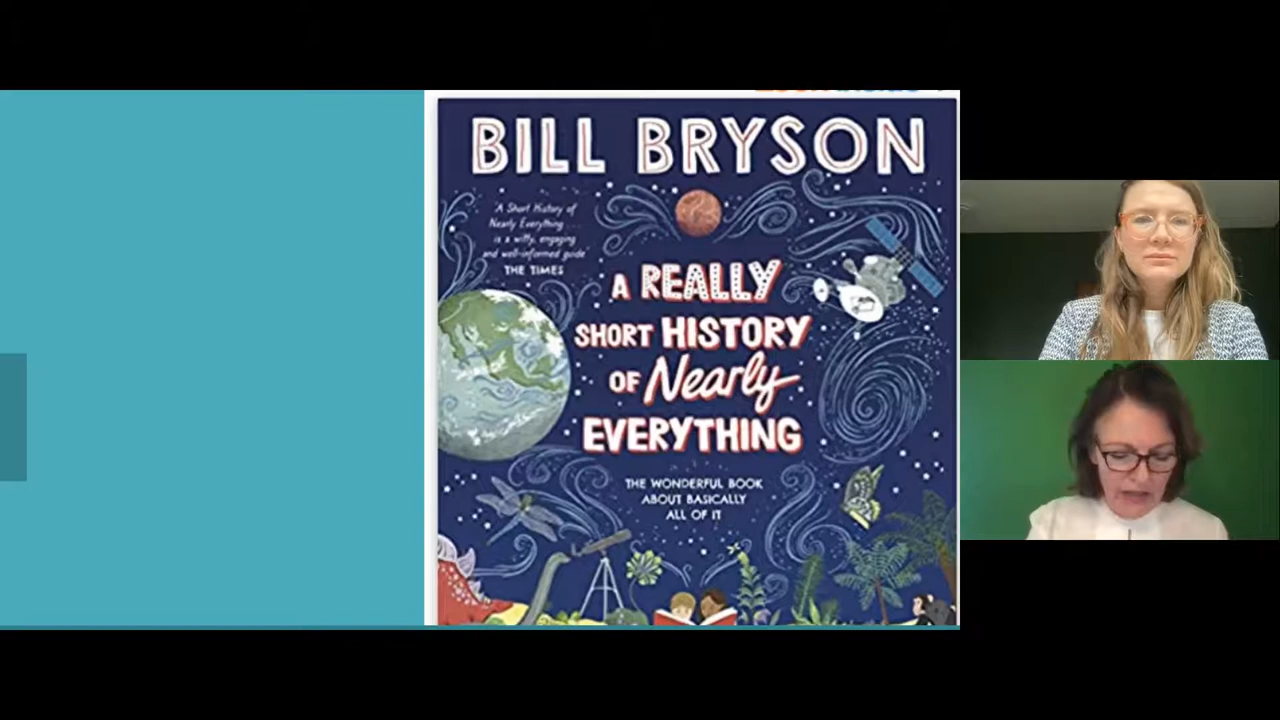 BILL BRYSON
'A Short History of
Nearly Everything
is a witty, engaging
and well-informed guide
THE TIMES
A REALLY
SHORT HISTORY
OF Nearly
EVERYTHING
THE WONDERFUL BOOK
ABOUT BASICALLY
ALL OF IT